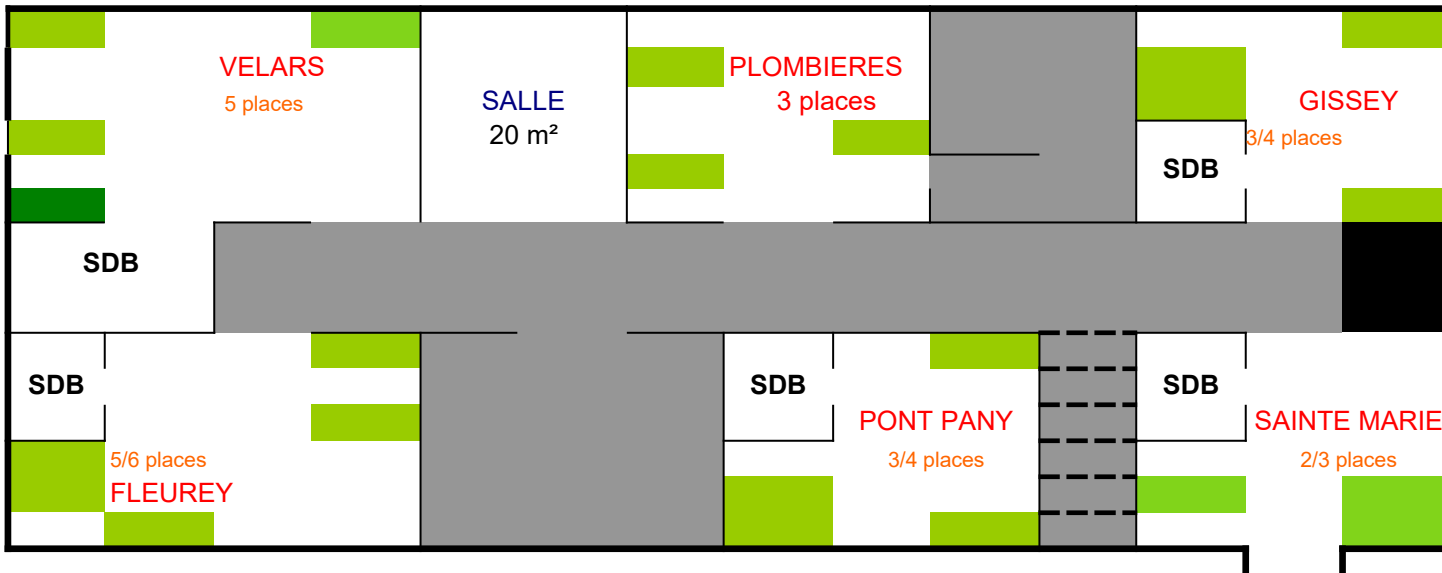 VELARS
5 places
SALLE
20 m²
PLOMBIERES
3 places
GISSEY
3/4 places
SDB
SDB
SDB
5/6 places
FLEUREY
SDB
PONT PANY
3/4 places
SDB
SAINTE MARIE
2/3 places